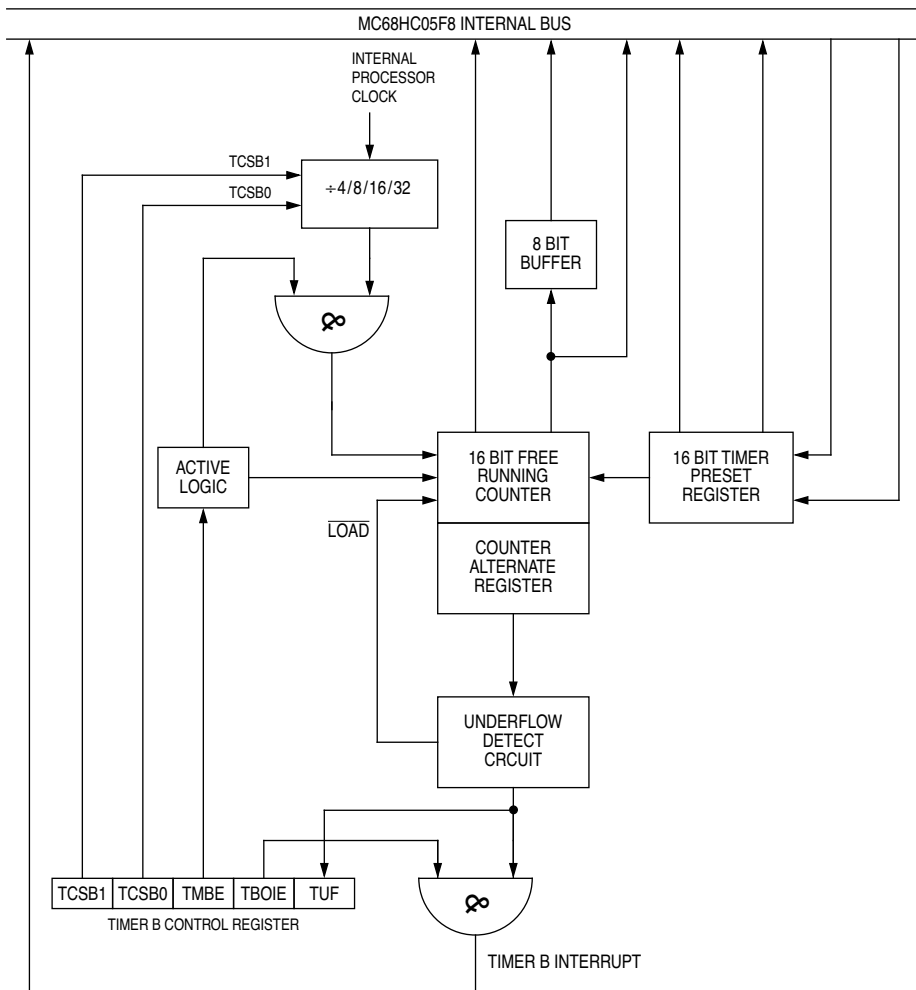 MC68HC05F8 INTERNAL BUS
INTERNAL
PROCESSOR
CLOCK
TCSB1
÷4/8/16/32
TCSB0
8 BIT
BUFFER
&
ACTIVE
LOGIC
16 BIT FREE
RUNNING
COUNTER
16 BIT TIMER
PRESET
REGISTER
LOAD
COUNTER
ALTERNATE
REGISTER
UNDERFLOW
DETECT
CRCUIT
TCSB1 TCSB0 TMBE TBOIE TUF
TIMER B CONTROL REGISTER
&
TIMER B INTERRUPT